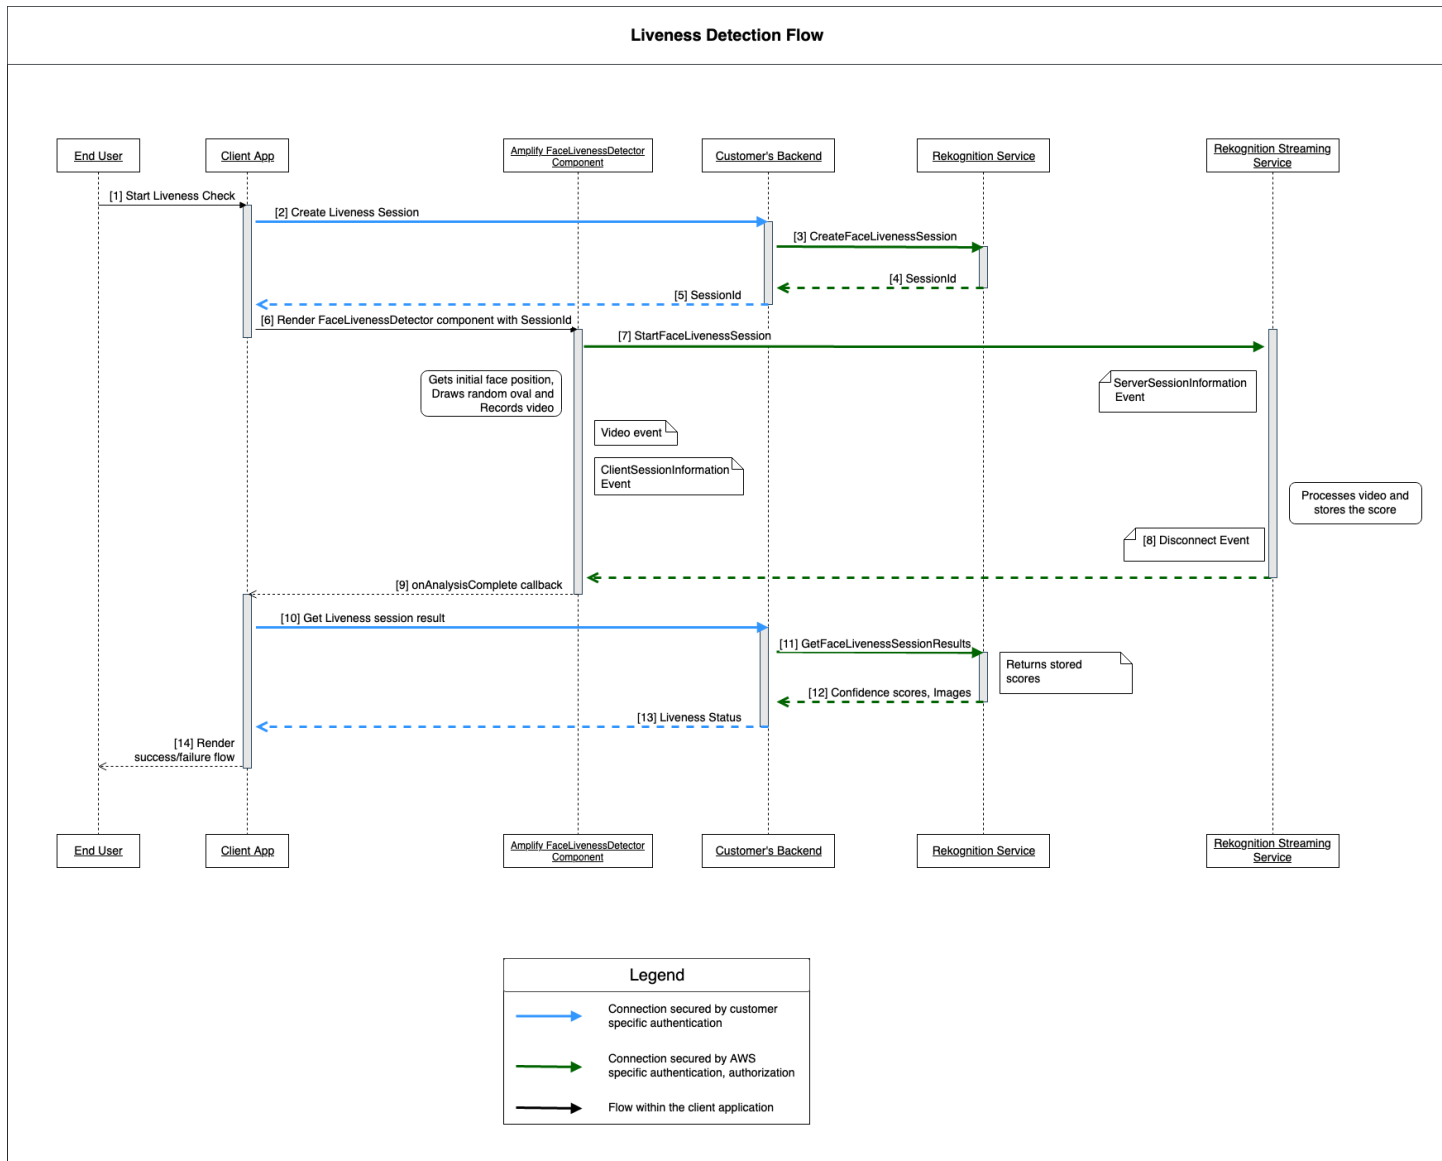 Liveness Detection Flow
End User
Client App
Amplify FaceLivenessDetector
Component
Customer's Backend
Rekognition Service
Rekognition Streaming
Service
[1] Start Liveness Check
[2] Create Liveness Session
[3] CreateFaceLivenessSession
[4] SessionId
[5] SessionId
[6] Render FaceLivenessDetector component with SessionId
[7] StartFaceLivenessSession
Gets initial face position,
Draws random oval and
Records video
ServerSessionInformation
Event
Video event
ClientSessionInformation
Event
Processes video and
stores the score
[8] Disconnect Event
[9] onAnalysisComplete callback
[10] Get Liveness session result
[11] GetFaceLivenessSessionResults
Returns stored
scores
[12] Confidence scores, Images
[13] Liveness Status
[14] Render
success/failure flow
End User
Client App
Amplify FaceLivenessDetector
Component
Customer's Backend
Rekognition Service
Rekognition Streaming
Service
Legend
Connection secured by customer
specific authentication
Connection secured by AWS
specific authentication, authorization
Flow within the client application